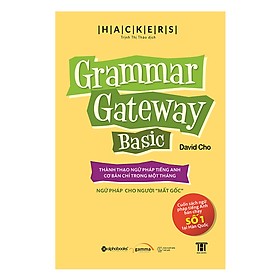 |H|A|C|K|E|R|S|
Trịnh Thị Thảo dịch
Grammar
Gateway
Basic
David Cho
THÀNH THẠO NGỮ PHÁP TIẾNG ANH
CƠ BẢN CHỈ TRONG MỘT THÁNG
NGỮ PHÁP CHO NGƯỜI "MẤT GỐC"
Cuốn sách ngữ
pháp tiếng Anh
bán chạy
SỐ 1
tại Hàn Quốc
alphabooks
gamma